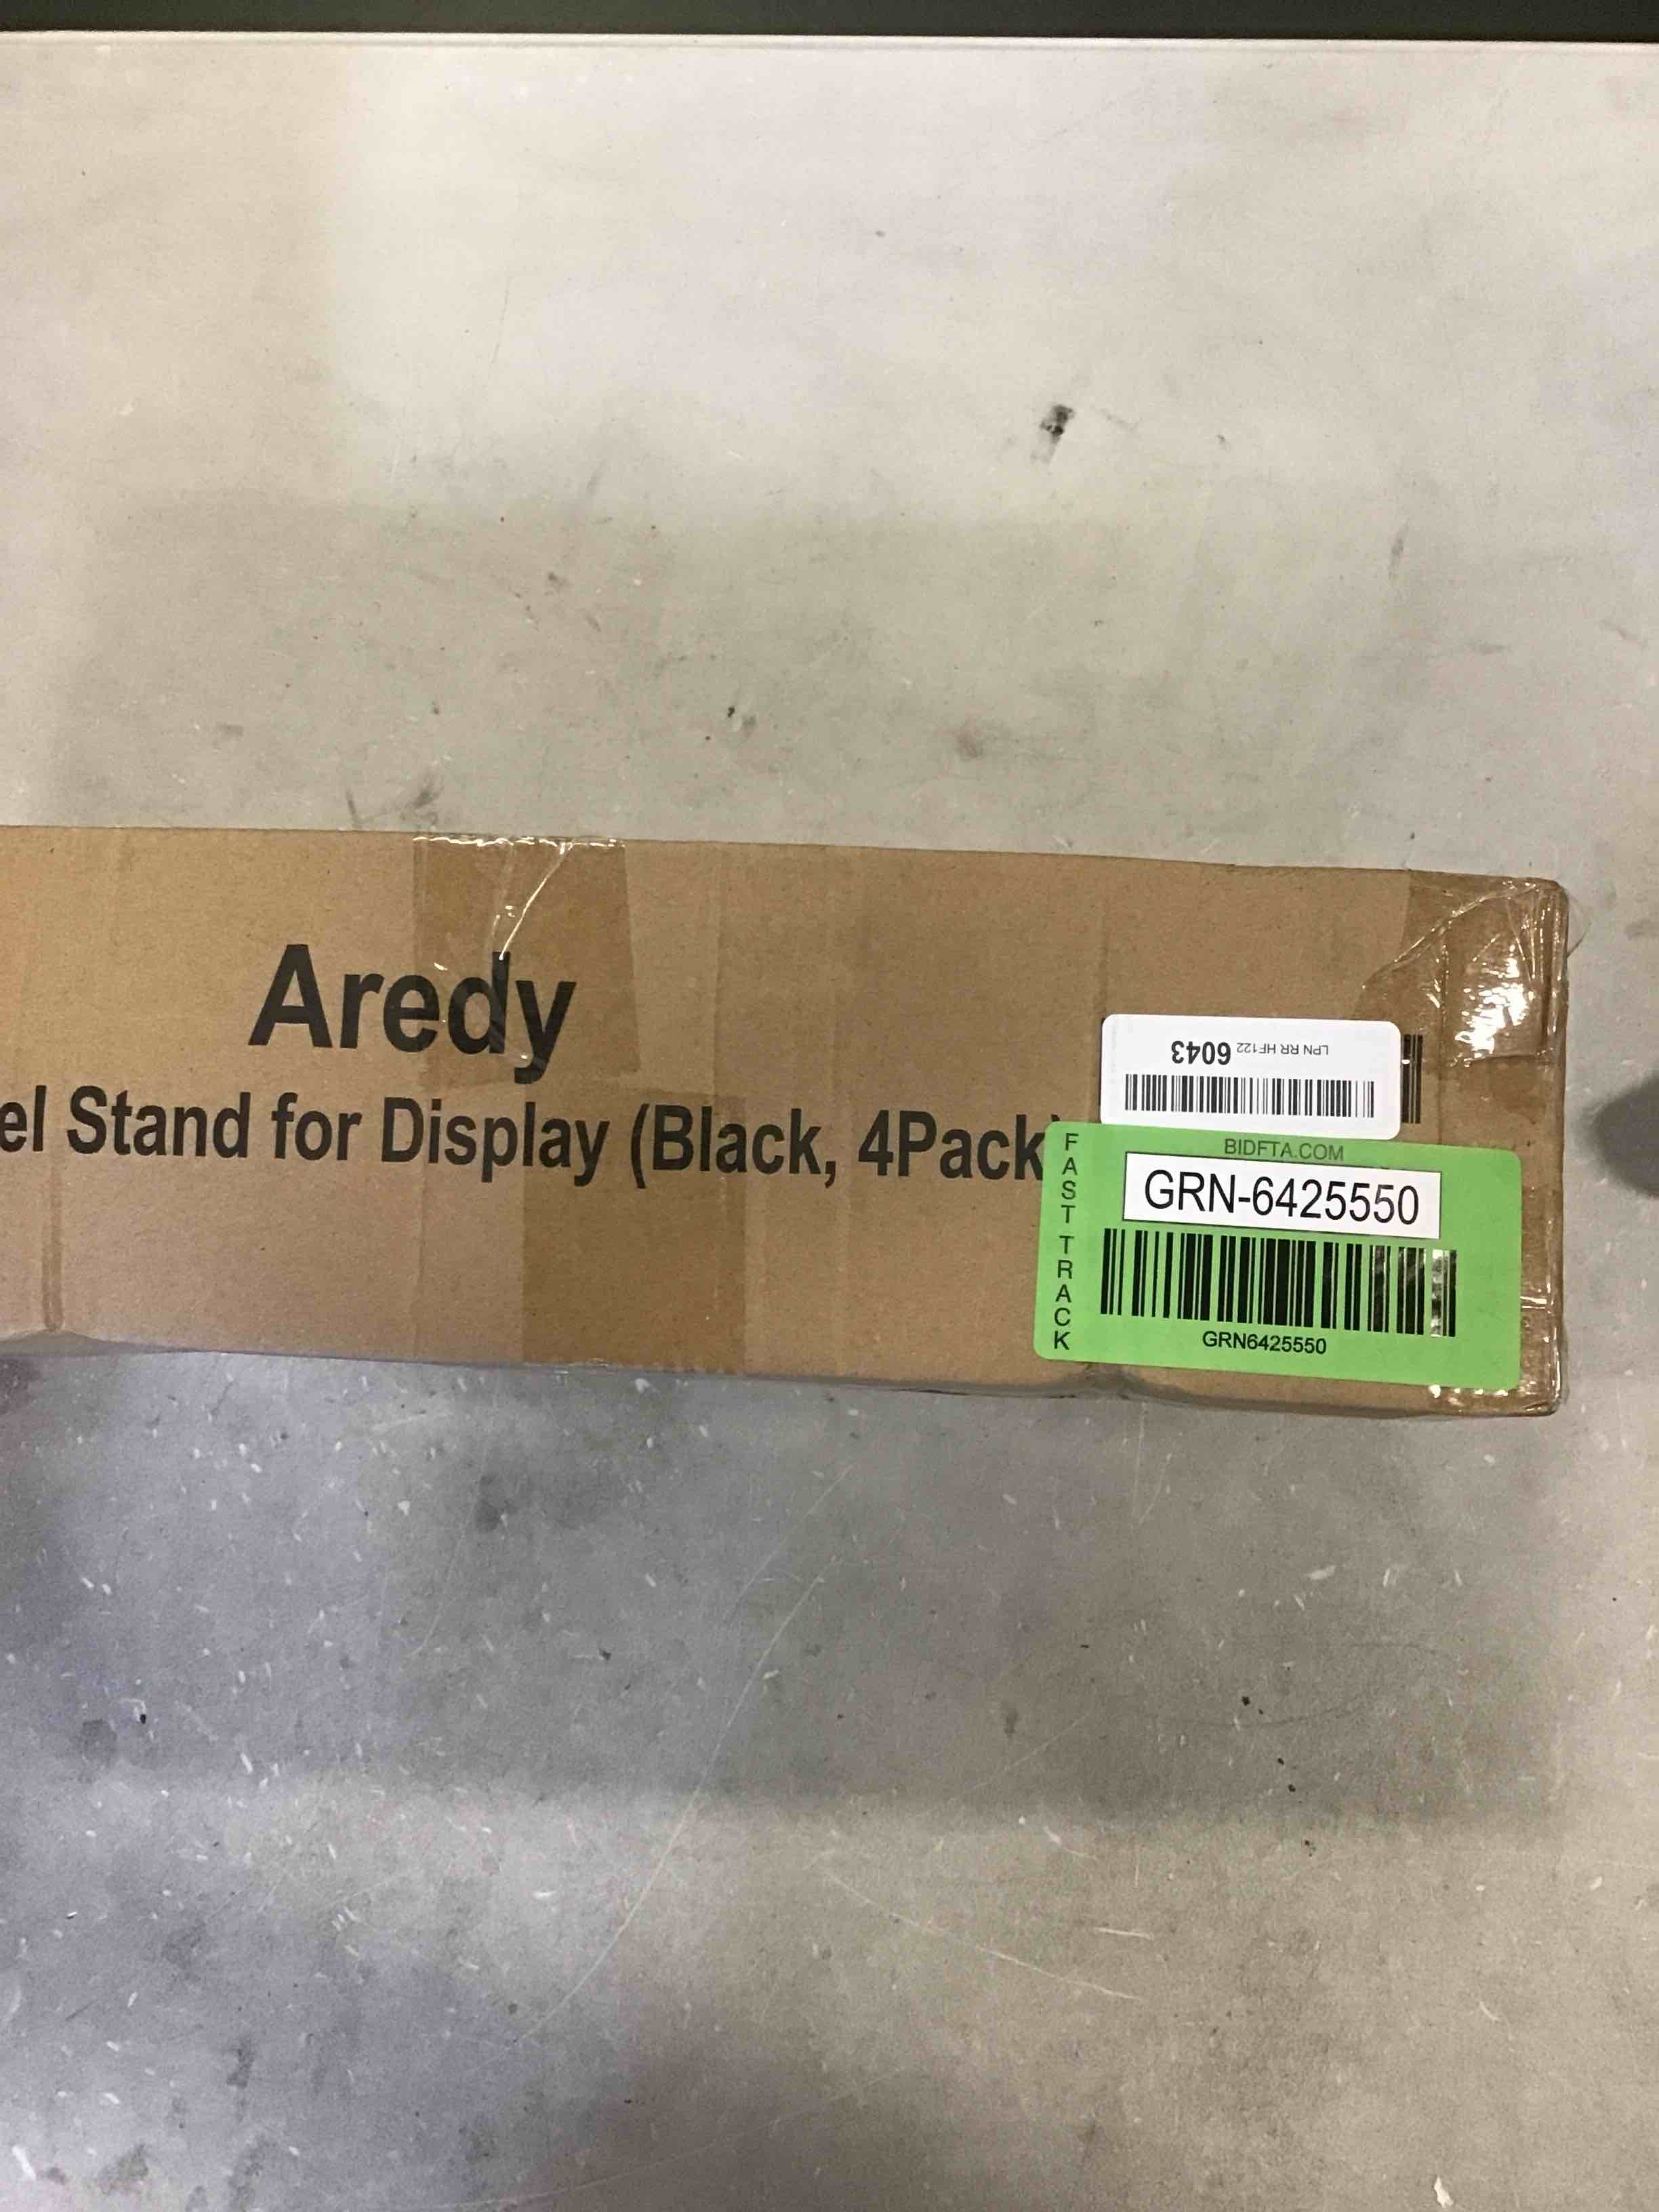 Aredy
el Stand for Display (Black, 4Pack)
LPN RR HF122 6043
BIDFTA.COM
FAST TRACK
GRN-6425550
GRN6425550